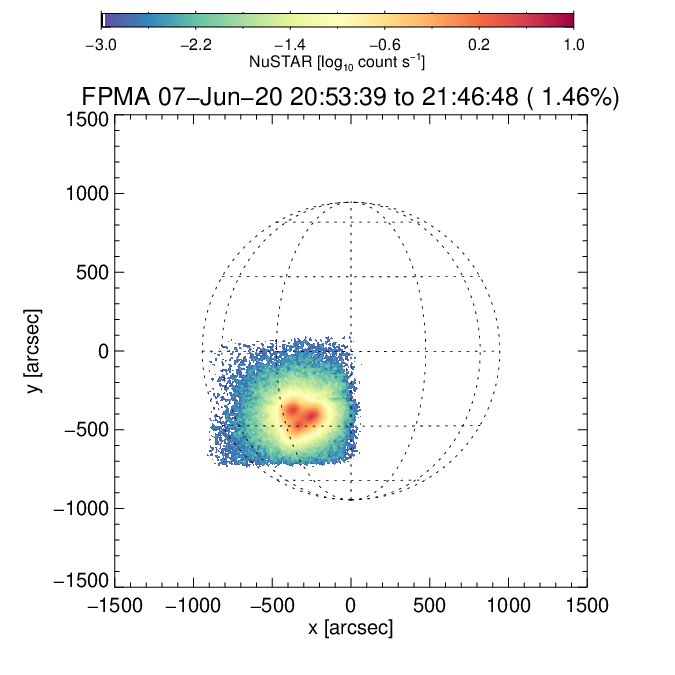 −3.0 −2.2 −1.4 −0.6 0.2 1.0
NuSTAR [log₁₀ count s⁻¹]
FPMA 07−Jun−20 20:53:39 to 21:46:48 ( 1.46%)
1500
1000
500
0
−500
−1000
−1500
y [arcsec]
−1500 −1000 −500 0 500 1000 1500
x [arcsec]